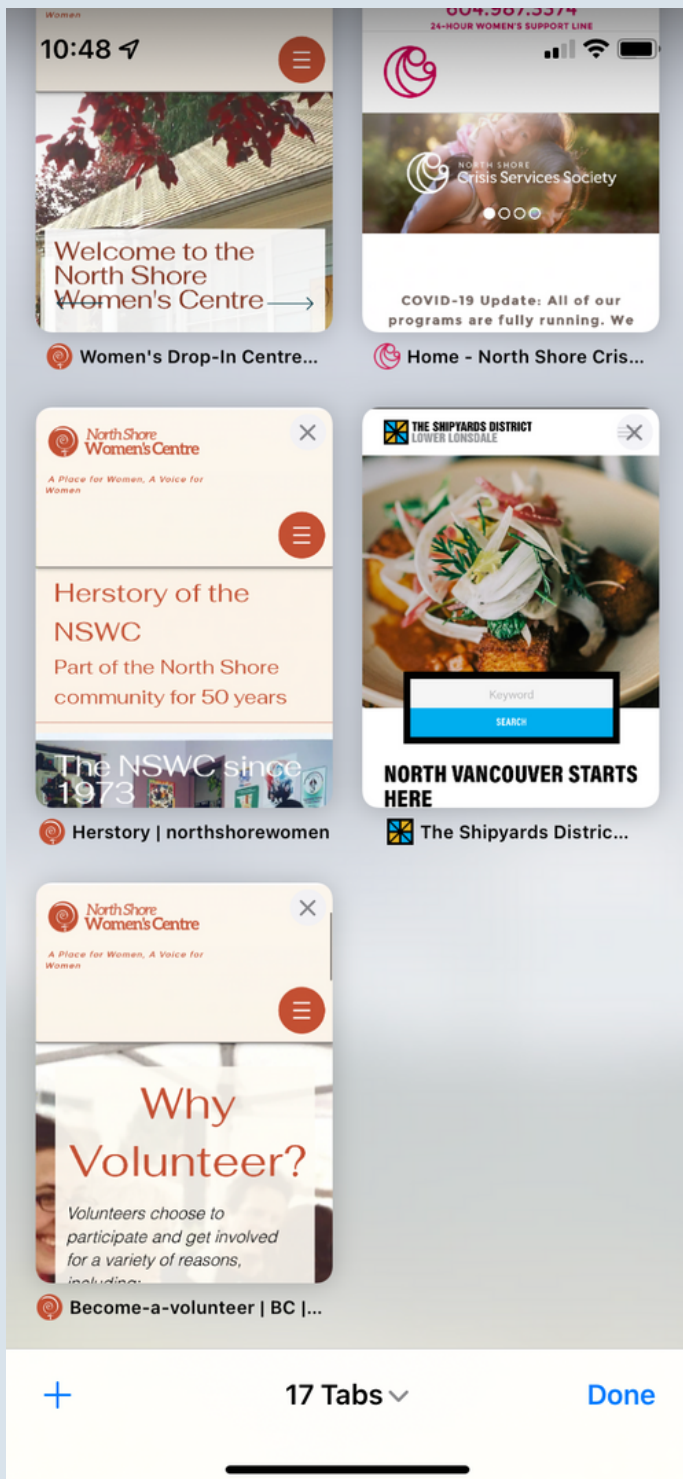 Women
604.987.3374
24-HOUR WOMEN'S SUPPORT LINE
10:48
NORTH SHORE
Crisis Services Society
Welcome to the
North Shore
Women's Centre
COVID-19 Update: All of our
programs are fully running. We
Women's Drop-In Centre...
Home - North Shore Cris...
North Shore
Women's Centre
A Place for Women, A Voice for
Women
Herstory of the
NSWC
Part of the North Shore
community for 50 years
The NSWC since
1973
THE SHIPYARDS DISTRICT
LOWER LONSDALE
Keyword
SEARCH
NORTH VANCOUVER STARTS
HERE
Herstory | northshorewomen
The Shipyards Distric...
North Shore
Women's Centre
A Place for Women, A Voice for
Women
Why
Volunteer?
Volunteers choose to
participate and get involved
for a variety of reasons,
including:
Become-a-volunteer | BC |...
17 Tabs
Done